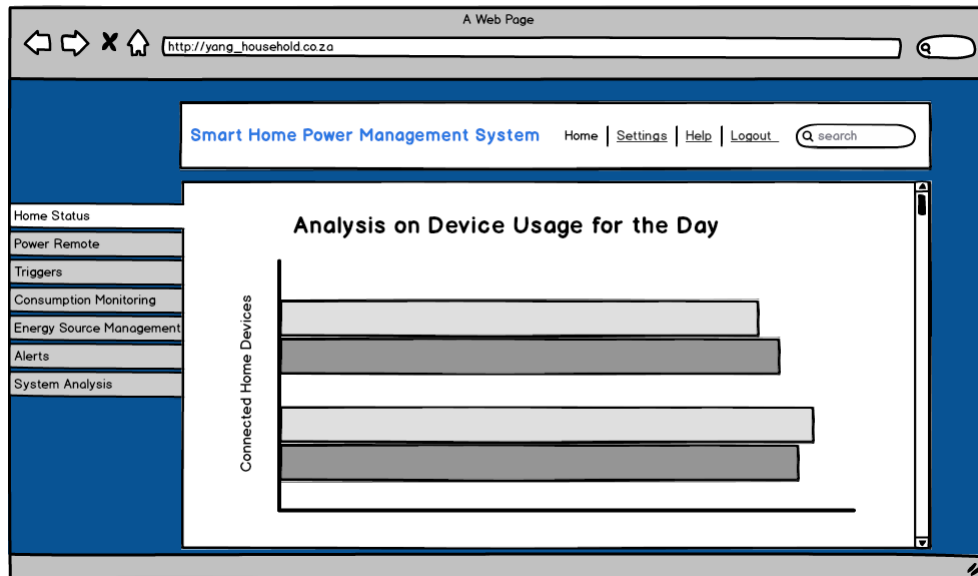 A Web Page
http://yang_household.co.za
Smart Home Power Management System
Home Settings Help Logout search
Home Status
Power Remote
Triggers
Consumption Monitoring
Energy Source Management
Alerts
System Analysis
Analysis on Device Usage for the Day
Connected Home Devices